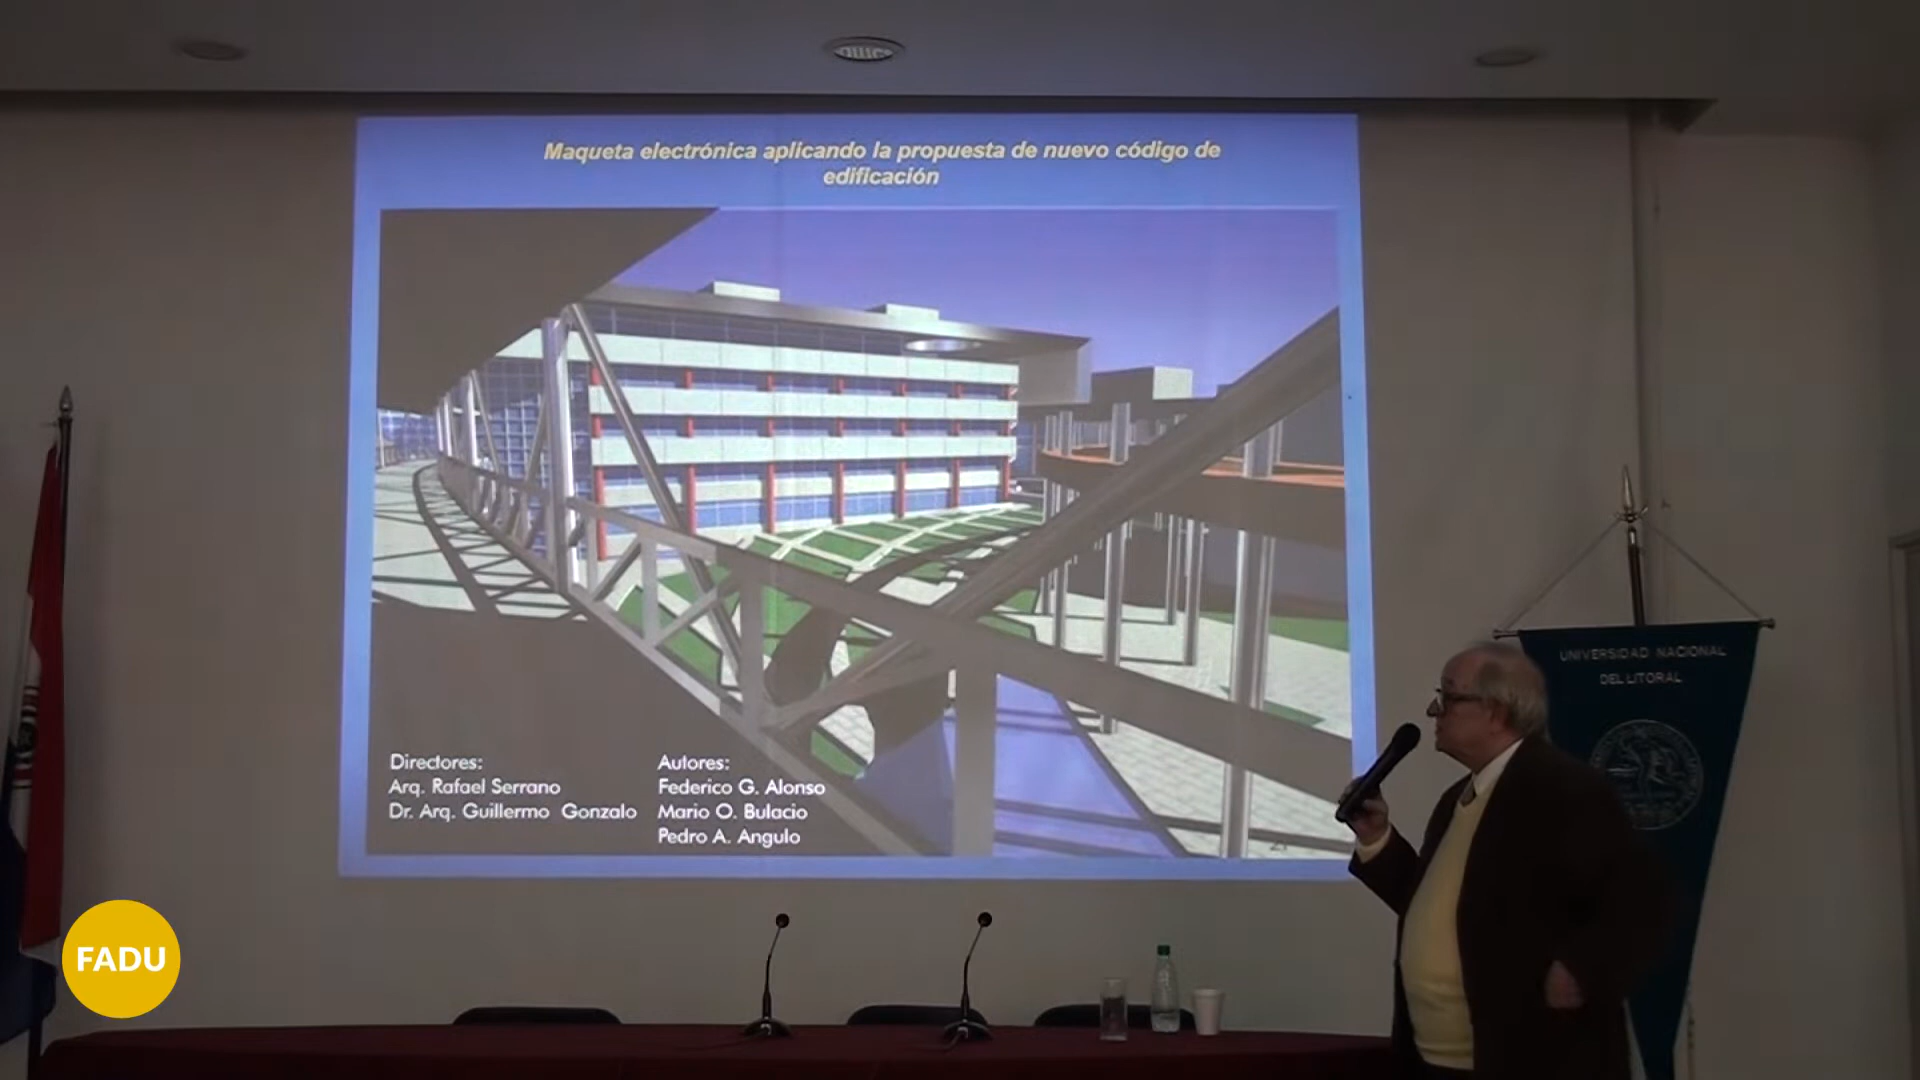 Maqueta electrónica aplicando la propuesta de nuevo código de
edificación
Directores:
Arq. Rafael Serrano
Dr. Arq. Guillermo Gonzalo
Autores:
Federico G. Alonso
Mario O. Bulacio
Pedro A. Angulo
UNIVERSIDAD NACIONAL
DEL LITORAL
FADU